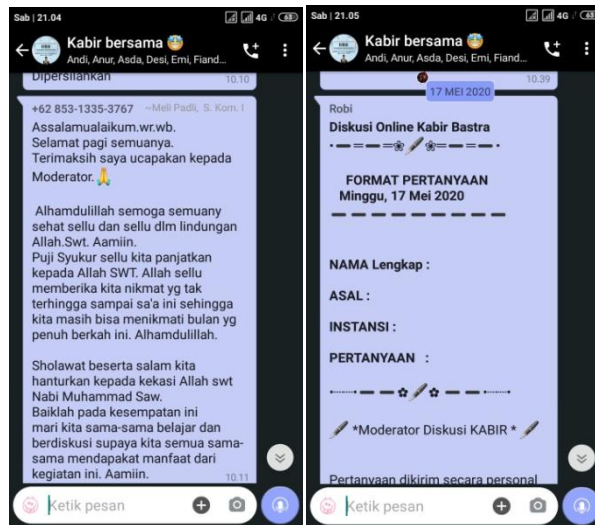 Sab | 21.04
4G
63
Kabir bersama
Andi, Anur, Asda, Desi, Emi, Fiand...
Dipersilahkan
10.10
+62 853-1335-3767 ~Meli Padli, S. Kom. I
Assalamualaikum.wr.wb.
Selamat pagi semuanya.
Terimaksih saya ucapakan kepada
Moderator.🙏
Alhamdulillah semoga semuany
sehat sellu dan sellu dlm lindungan
Allah.Swt. Aamiin.
Puji Syukur sellu kita panjatkan
kepada Allah SWT. Allah sellu
memberika kita nikmat yg tak
terhingga sampai sa'a ini sehingga
kita masih bisa menikmati bulan yg
penuh berkah ini. Alhamdulillah.
Sholawat beserta salam kita
hanturkan kepada kekasi Allah swt
Nabi Muhammad Saw.
Baiklah pada kesempatan ini
mari kita sama-sama belajar dan
berdiskusi supaya kita semua sama-
sama mendapakat manfaat dari
kegiatan ini. Aamiin.
10.11
Ketik pesan
Sab | 21.05
4G
63
Kabir bersama
Andi, Anur, Asda, Desi, Emi, Fiand...
10.39
17 MEI 2020
Robi
Diskusi Online Kabir Bastra
FORMAT PERTANYAAN
Minggu, 17 Mei 2020
NAMA Lengkap :
ASAL :
INSTANSI :
PERTANYAAN :
*Moderator Diskusi KABIR *
Pertanyaan dikirim secara personal
Ketik pesan